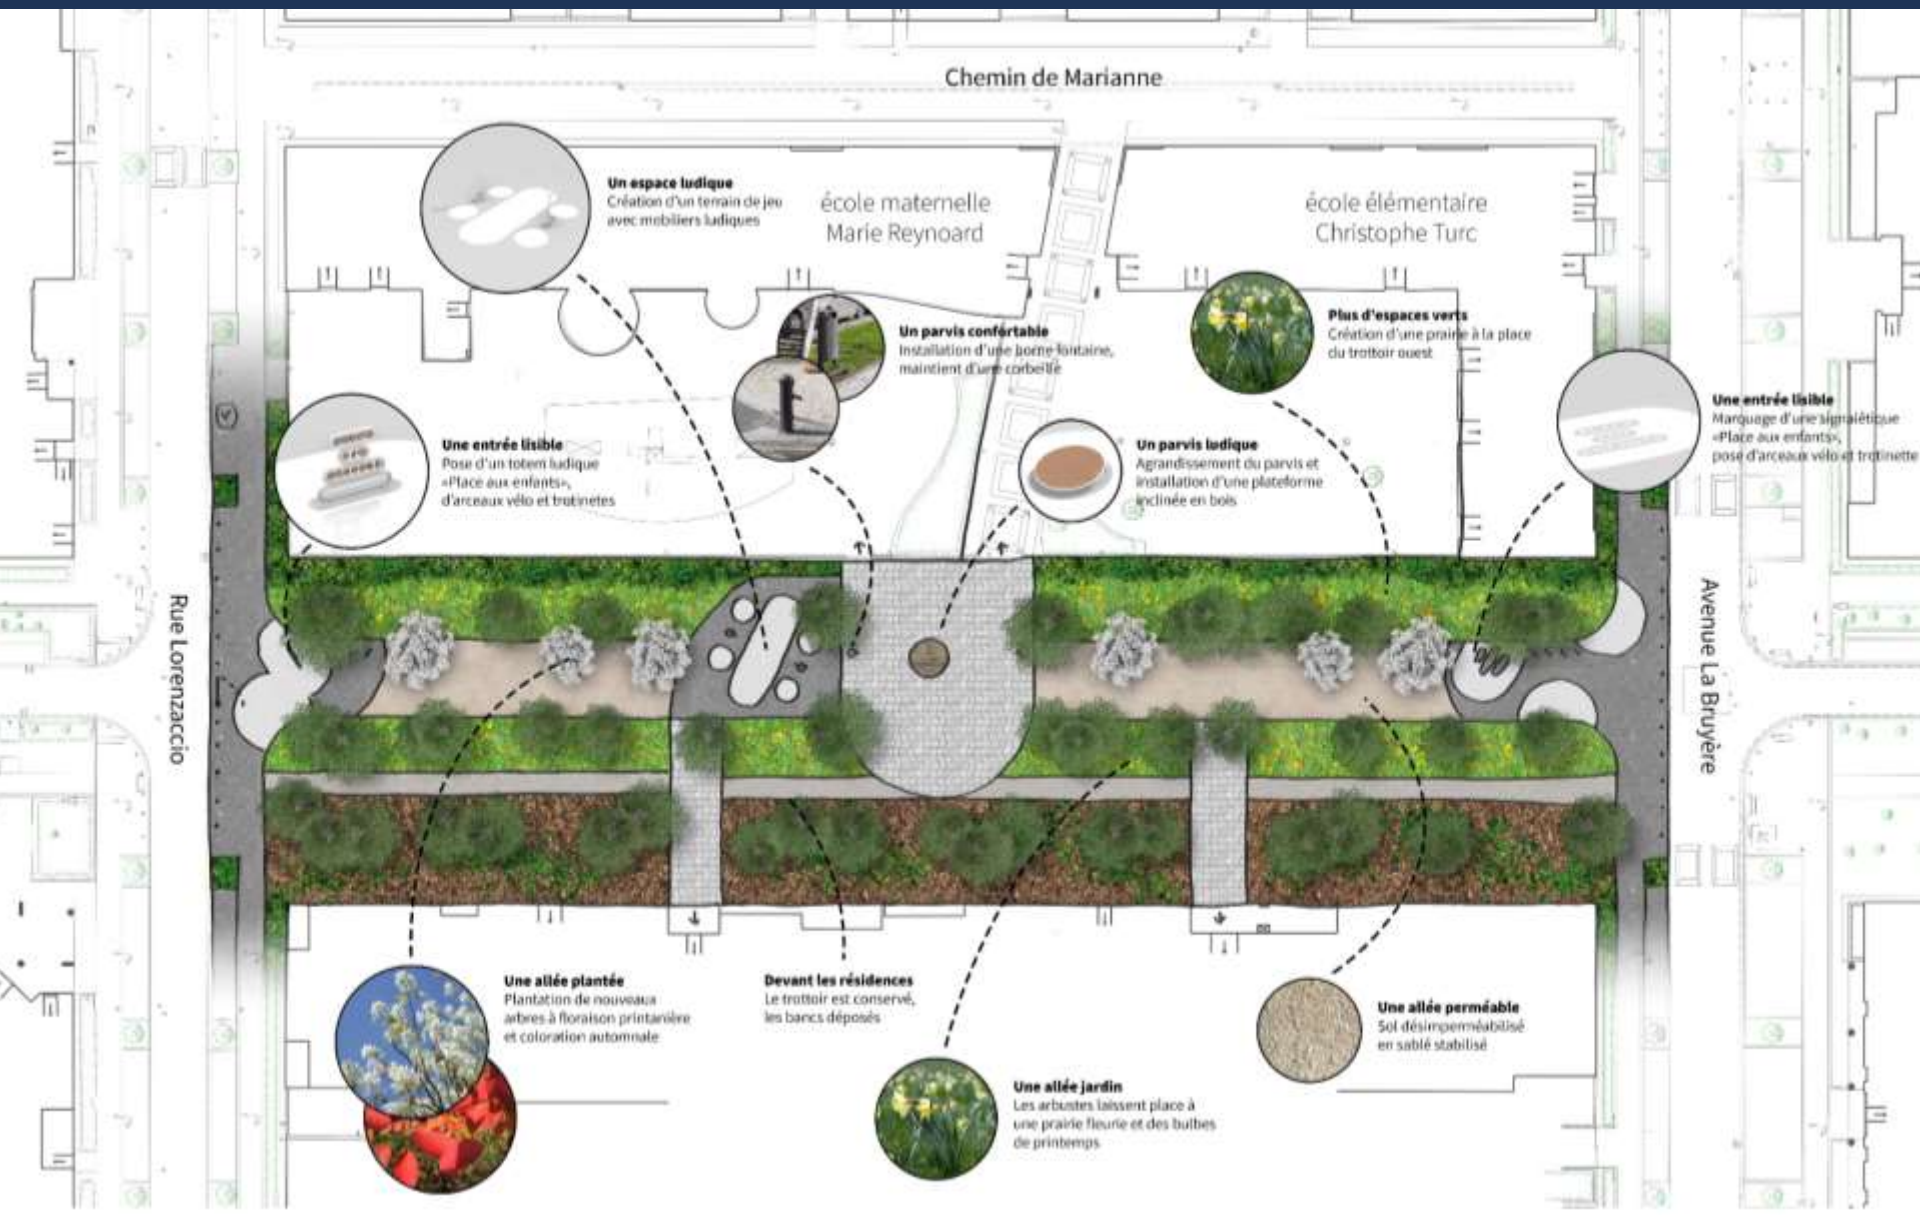 Chemin de Marianne
Un espace ludique
Création d'un terrain de jeu
avec mobiliers ludiques
école maternelle
Marie Reynoard
école élémentaire
Christophe Turc
Un parvis confortable
Installation d'une borne fontaine,
maintient d'une corbeille
Plus d'espaces verts
Création d'une prairie à la place
du trottoir ouest
Une entrée lisible
Pose d'un totem ludique
«Place aux enfants»,
d'arceaux vélo et trotinetes
Un parvis ludique
Agrandissement du parvis et
installation d'une plateforme
inclinée en bois
Une entrée lisible
Marquage d'une signalétique
«Place aux enfants»,
pose d'arceaux vélo et trotinette
Rue Lorenzaccio
Avenue La Bruyère
Une allée plantée
Plantation de nouveaux
arbres à floraison printanière
et coloration automnale
Devant les résidences
Le trottoir est conservé,
les bancs déposés
Une allée jardin
Les arbustes laissent place à
une prairie fleurie et des bulbes
de printemps
Une allée perméable
Sol désimperméabilisé
en sablé stabilisé